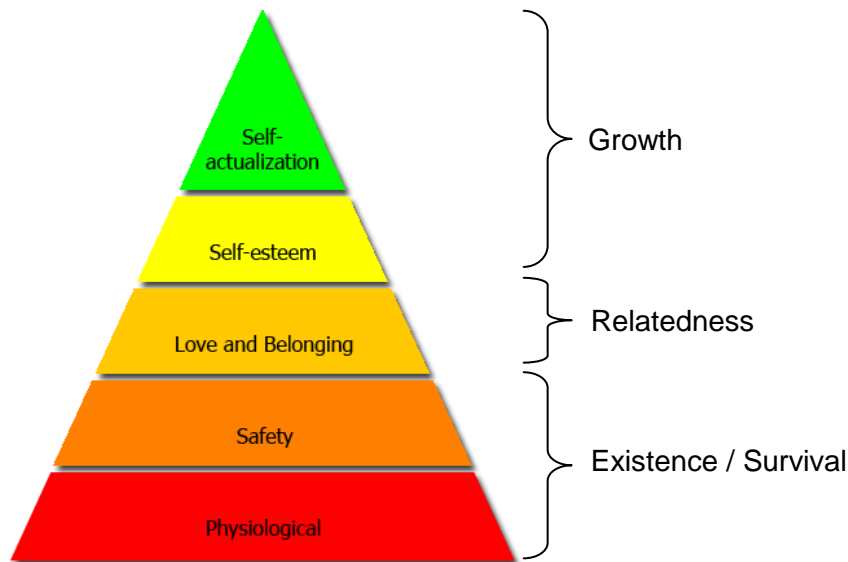 Self-
actualization
Growth
Self-esteem
Love and Belonging
Relatedness
Safety
Existence / Survival
Physiological